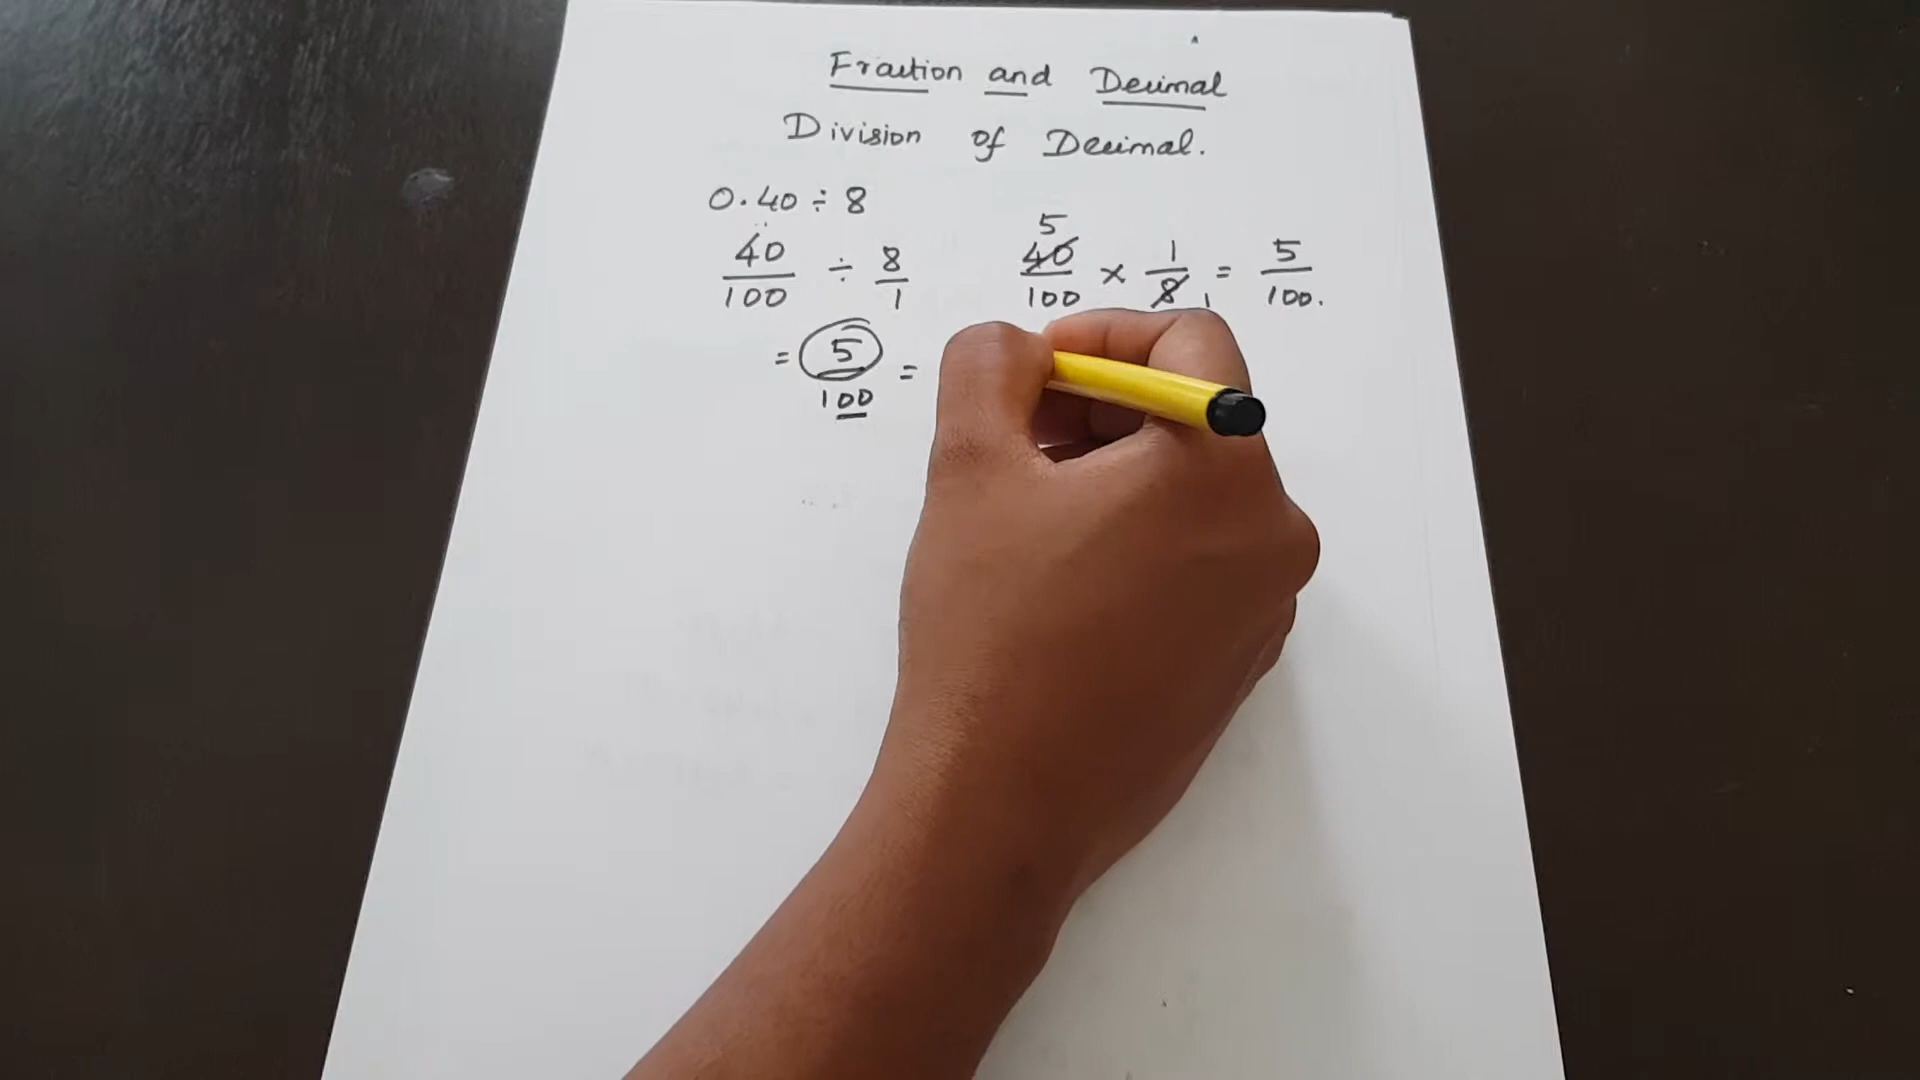 Fraction and Decimal
Division of Decimal.
0.40 ÷ 8
40/100 ÷ 8/1
5
40/100 × 1/8 1 = 5/100.
= 5/100 =